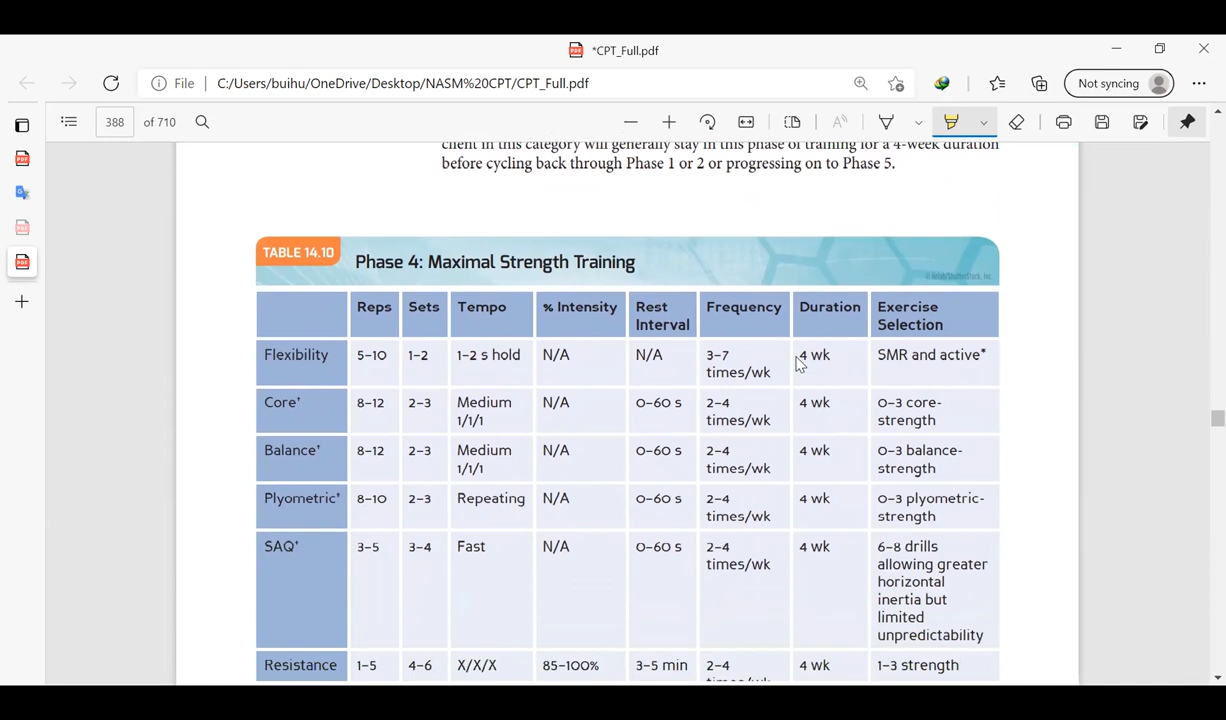 *CPT_Full.pdf
File C:/Users/buihu/OneDrive/Desktop/NASM%20CPT/CPT_Full.pdf Not syncing
388 of 710
client in this category will generally stay in this phase of training for a 4-week duration
before cycling back through Phase 1 or 2 or progressing on to Phase 5.
TABLE 14.10
Phase 4: Maximal Strength Training
Reps Sets Tempo % Intensity Rest Frequency Duration Exercise
Interval Selection
Flexibility 5–10 1–2 1–2 s hold N/A N/A 3–7 4 wk SMR and active*
times/wk
Core† 8–12 2–3 Medium N/A 0–60 s 2–4 4 wk 0–3 core-
1/1/1 times/wk strength
Balance† 8–12 2–3 Medium N/A 0–60 s 2–4 4 wk 0–3 balance-
1/1/1 times/wk strength
Plyometric† 8–10 2–3 Repeating N/A 0–60 s 2–4 4 wk 0–3 plyometric-
times/wk strength
SAQ† 3–5 3–4 Fast N/A 0–60 s 2–4 4 wk 6–8 drills
times/wk allowing greater
horizontal
inertia but
limited
unpredictability
Resistance 1–5 4–6 X/X/X 85–100% 3–5 min 2–4 4 wk 1–3 strength
times/wk